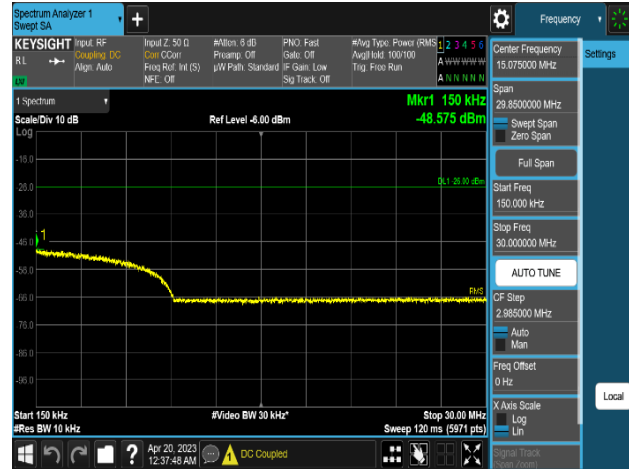 Spectrum Analyzer 1
Swept SA
Frequency
KEYSIGHT
RL
Input: RF
Coupling: DC
Align: Auto
Input Z: 50 Ω
Corr CCorr
Freq Ref: Int (S)
NFE: Off
#Atten: 6 dB
Preamp: Off
µW Path: Standard
PNO: Fast
Gate: Off
IF Gain: Low
Sig Track: Off
#Avg Type: Power (RMS
Avg|Hold: 100/100
Trig: Free Run
1 2 3 4 5 6
A W W W W W
A N N N N N
LW
1 Spectrum
Scale/Div 10 dB
Ref Level -6.00 dBm
Mkr1 150 kHz
-48.575 dBm
Log
-16.0
DL1 -26.00 dBm
-26.0
-36.0
1
-46.0
-56.0
RMS
-66.0
-76.0
-86.0
-96.0
Start 150 kHz
#Video BW 30 kHz*
Stop 30.00 MHz
#Res BW 10 kHz
Sweep 120 ms (5971 pts)
Apr 20, 2023
12:37:48 AM
DC Coupled
Center Frequency
15.075000 MHz
Settings
Span
29.8500000 MHz
Swept Span
Zero Span
Full Span
Start Freq
150.000 kHz
Stop Freq
30.000000 MHz
AUTO TUNE
CF Step
2.985000 MHz
Auto
Man
Freq Offset
0 Hz
X Axis Scale
Log
Lin
Local
Signal Track
(Span Zoom)